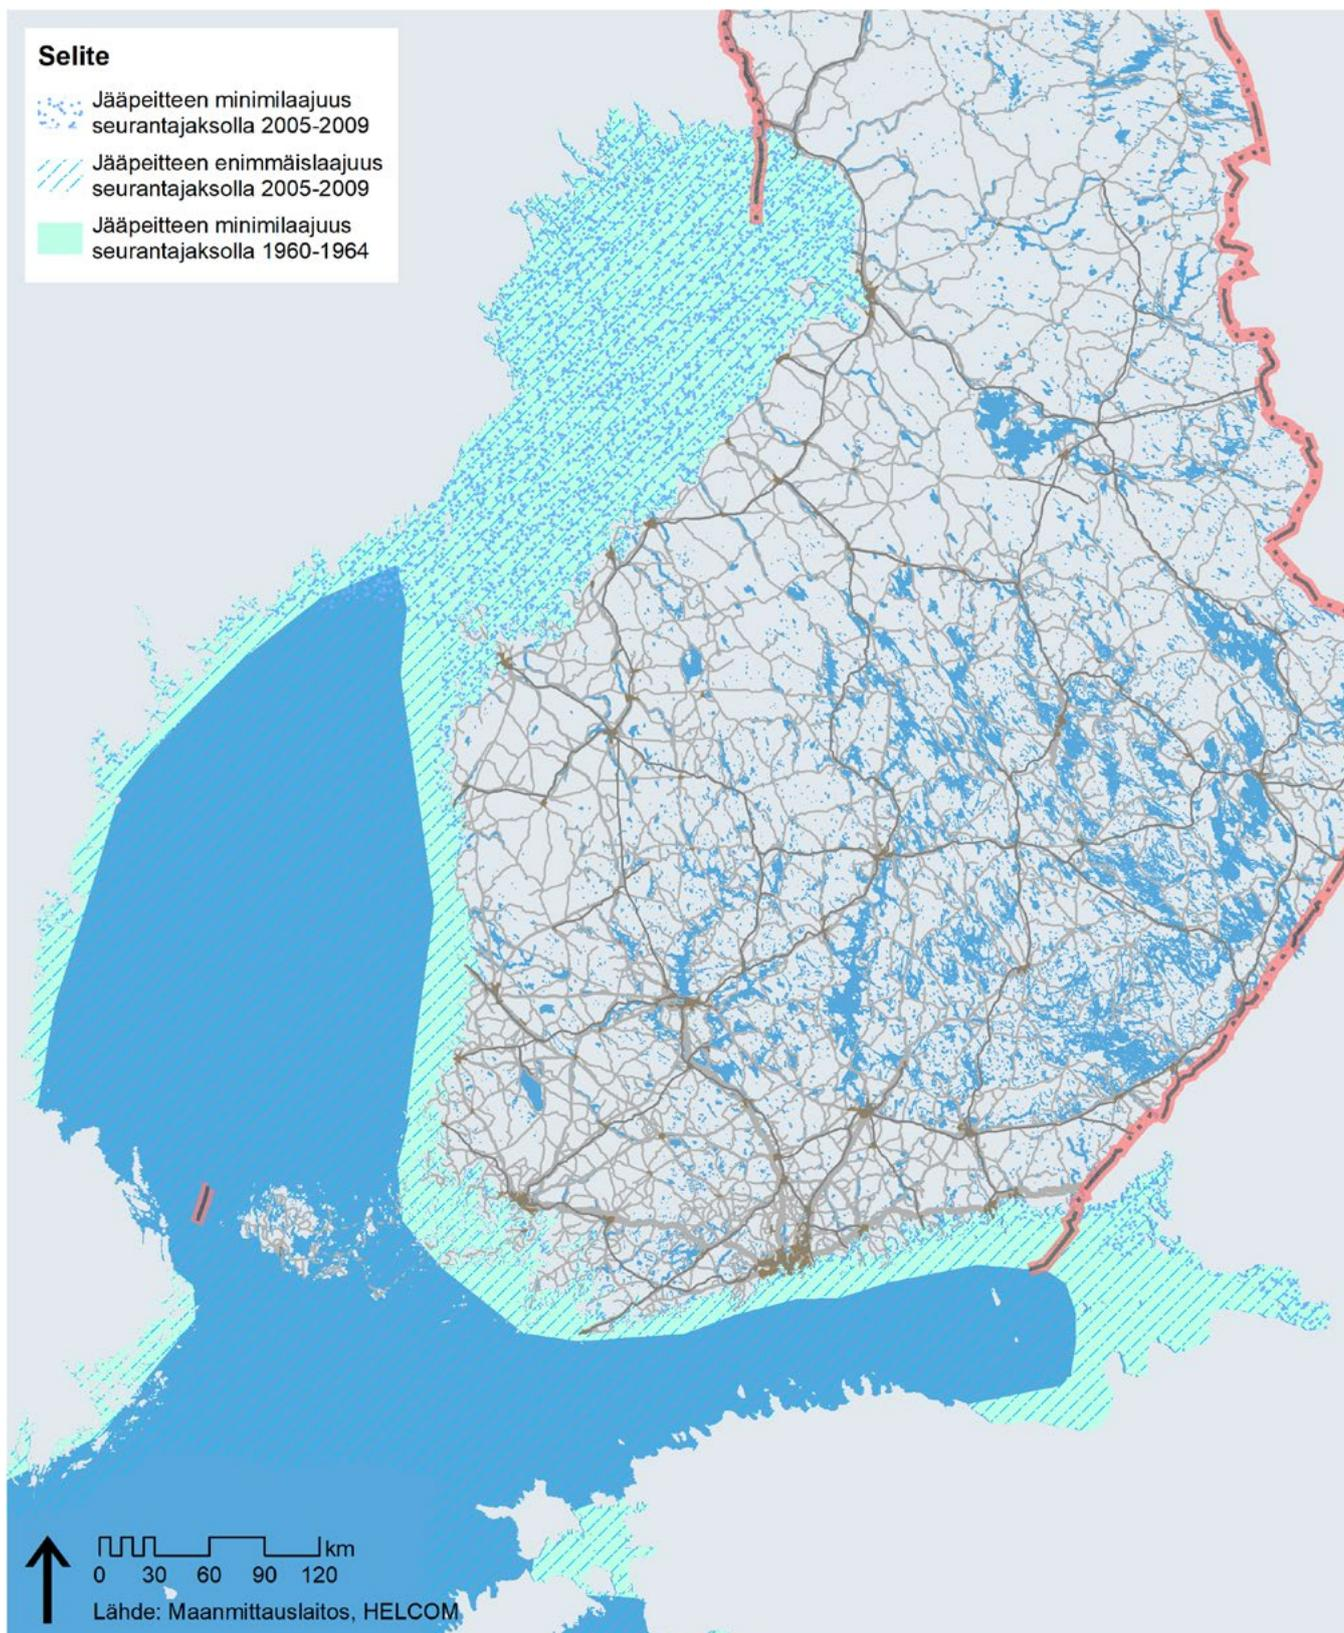 Selite
Jääpeitteen minimilaajuus
seurantajaksolla 2005-2009
Jääpeitteen enimmäislaajuus
seurantajaksolla 2005-2009
Jääpeitteen minimilaajuus
seurantajaksolla 1960-1964
km
0 30 60 90 120
Lähde: Maanmittauslaitos, HELCOM